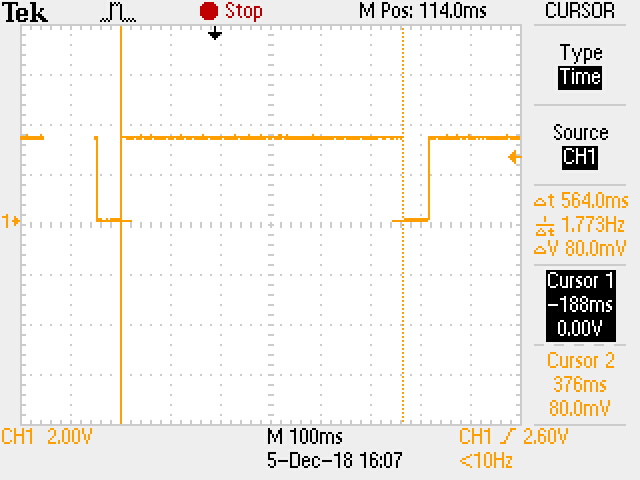 Tek
Stop
M Pos: 114.0ms
CURSOR
Type
Time
Source
CH1
Δt 564.0ms
1/Δt 1.773Hz
ΔV 80.0mV
Cursor 1
-188ms
0.00V
Cursor 2
376ms
80.0mV
1
CH1 2.00V
M 100ms
CH1 2.60V
5-Dec-18 16:07
<10Hz